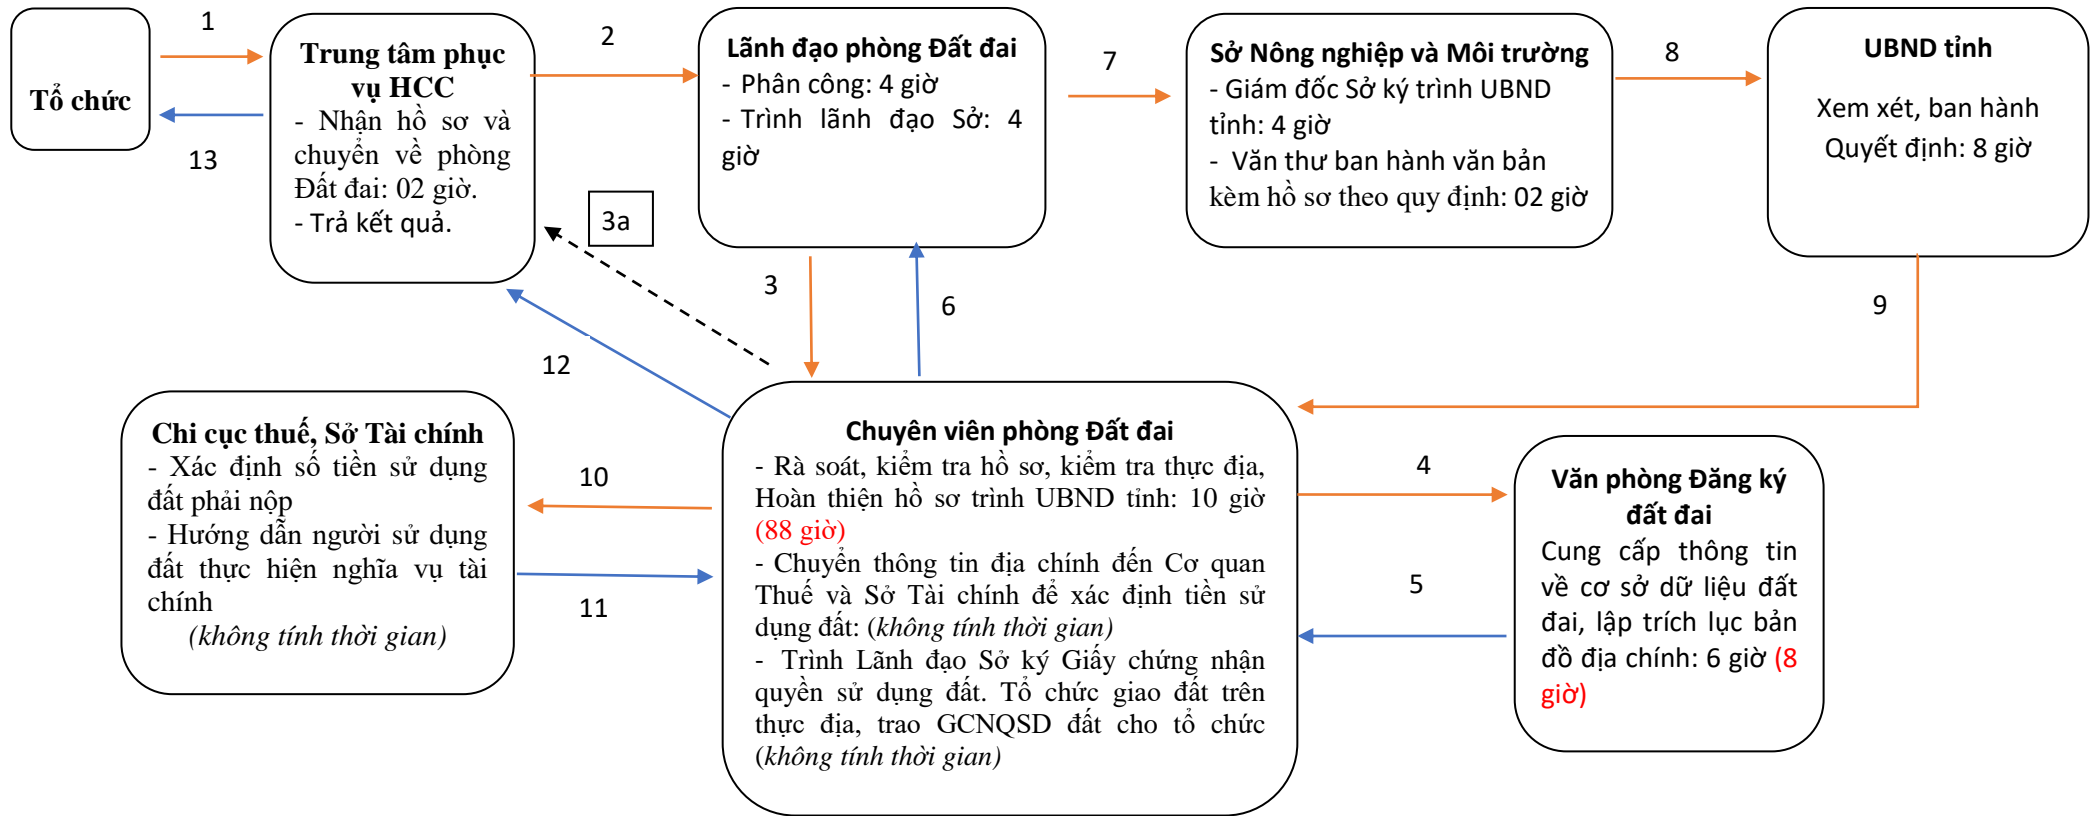 Tổ chức
1
13
Trung tâm phục
vụ HCC
- Nhận hồ sơ và
chuyển về phòng
Đất đai: 02 giờ.
- Trả kết quả.
2
3a
Lãnh đạo phòng Đất đai
- Phân công: 4 giờ
- Trình lãnh đạo Sở: 4
giờ
7
Sở Nông nghiệp và Môi trường
- Giám đốc Sở ký trình UBND
tỉnh: 4 giờ
- Văn thư ban hành văn bản
kèm hồ sơ theo quy định: 02 giờ
8
UBND tỉnh
Xem xét, ban hành
Quyết định: 8 giờ
3
6
9
12
Chi cục thuế, Sở Tài chính
- Xác định số tiền sử dụng
đất phải nộp
- Hướng dẫn người sử dụng
đất thực hiện nghĩa vụ tài
chính
(không tính thời gian)
10
11
Chuyên viên phòng Đất đai
- Rà soát, kiểm tra hồ sơ, kiểm tra thực địa,
Hoàn thiện hồ sơ trình UBND tỉnh: 10 giờ
(88 giờ)
- Chuyển thông tin địa chính đến Cơ quan
Thuế và Sở Tài chính để xác định tiền sử
dụng đất: (không tính thời gian)
- Trình Lãnh đạo Sở ký Giấy chứng nhận
quyền sử dụng đất. Tổ chức giao đất trên
thực địa, trao GCNQSD đất cho tổ chức
(không tính thời gian)
4
5
Văn phòng Đăng ký
đất đai
Cung cấp thông tin
về cơ sở dữ liệu đất
đai, lập trích lục bản
đồ địa chính: 6 giờ (8
giờ)